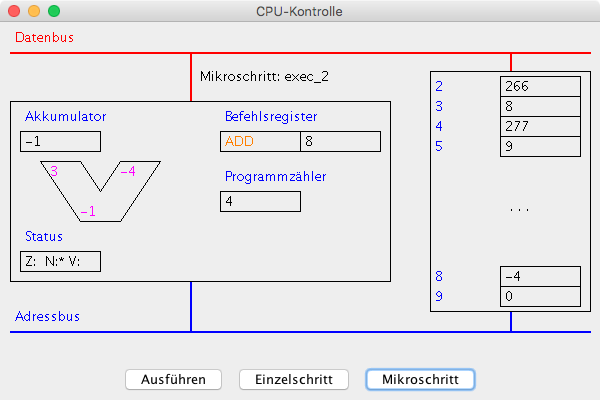 CPU-Kontrolle
Datenbus
Mikroschritt: exec_2
Akkumulator
-1
Befehlsregister
ADD 8
3 -4
-1
Programmzähler
4
Status
Z: N:* V:
2 266
3 8
4 277
5 9
...
8 -4
9 0
Adressbus
Ausführen Einzelschritt Mikroschritt